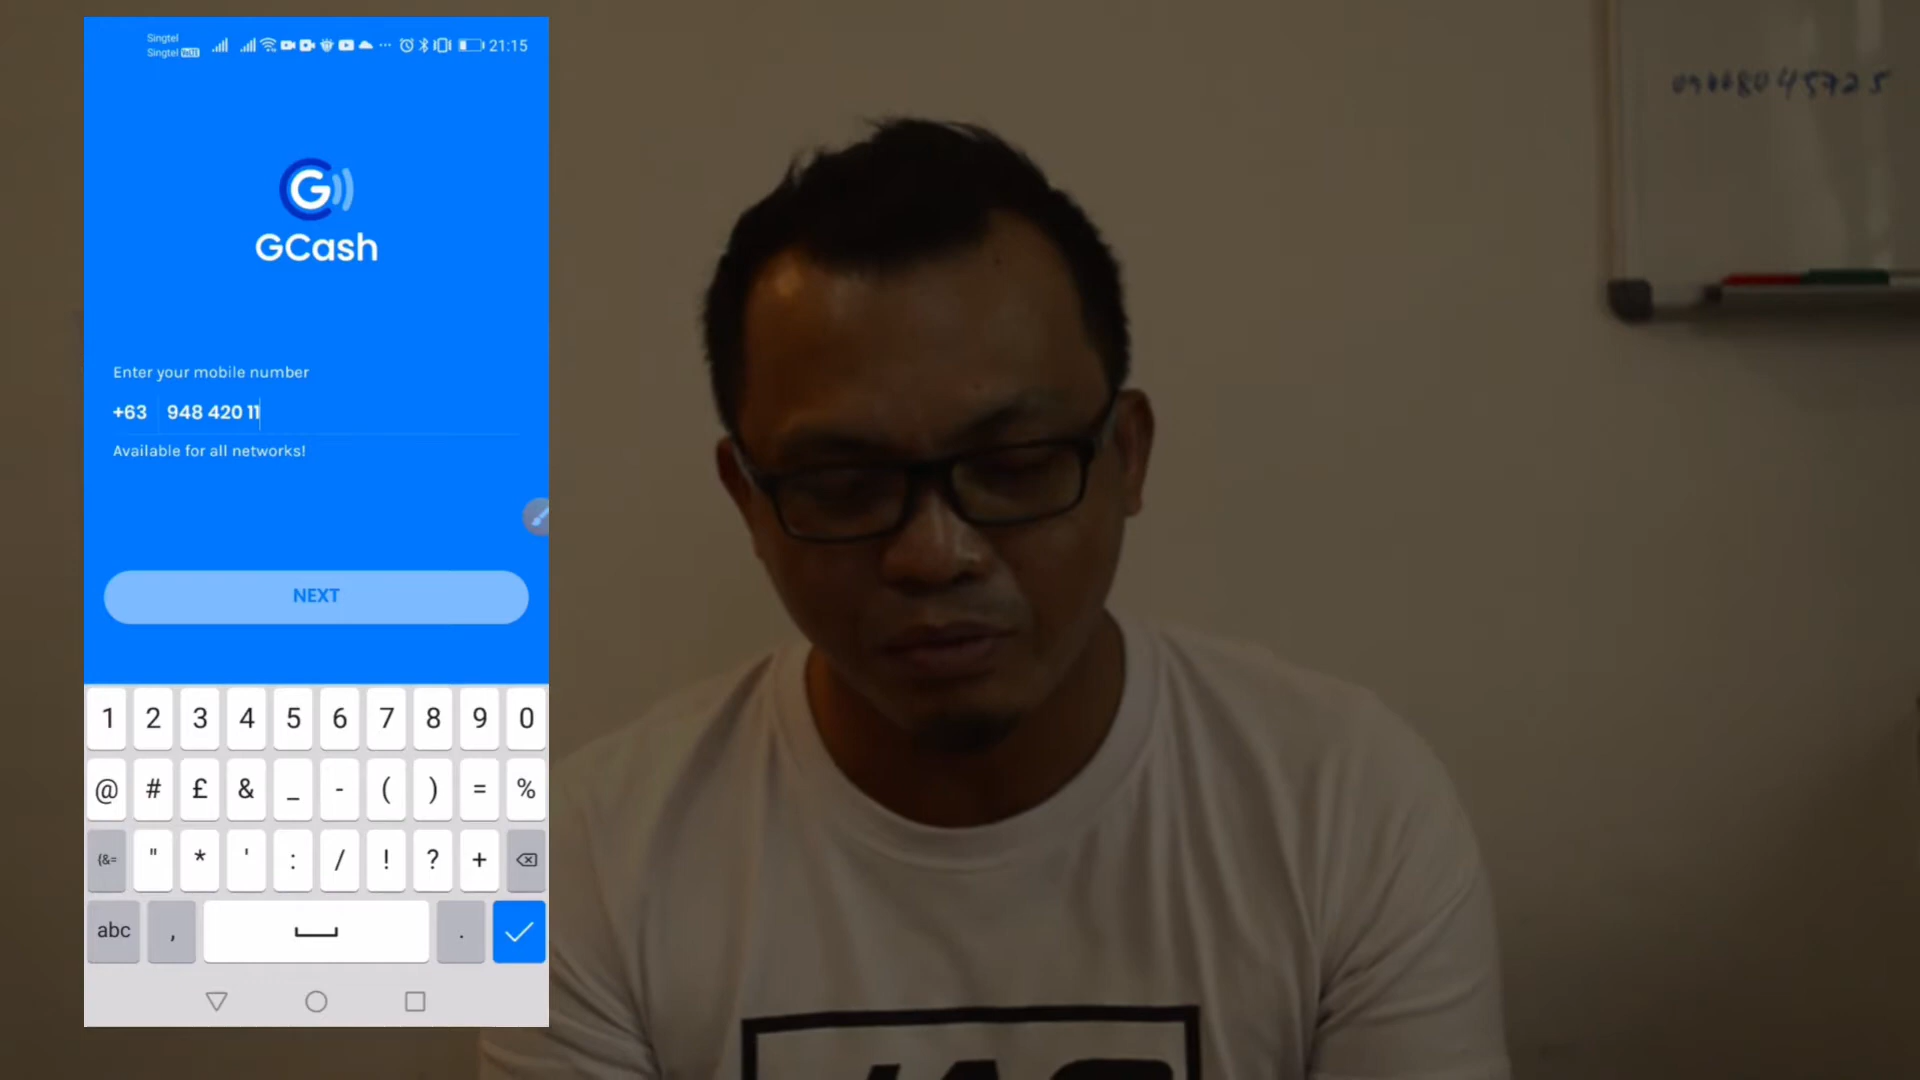 Singtel
Singtel VoLTE
21:15
G
GCash
Enter your mobile number
+63 948 420 11
Available for all networks!
NEXT
1 2 3 4 5 6 7 8 9 0
@ # £ & _ - ( ) = %
{&= " * ' : / ! ? +
abc , .